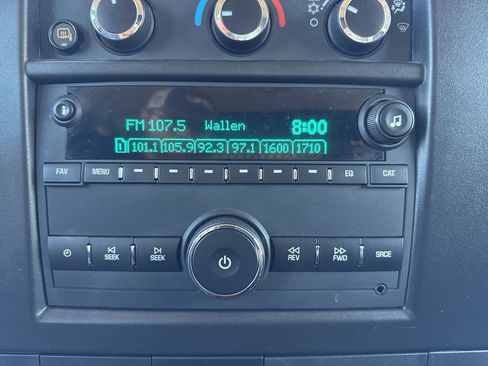 FM 107.5 Wallen 8:00
1 101.1 105.9 92.3 97.1 1600 1710
FAV MENU EQ CAT
SEEK SEEK REV FWD SRCE